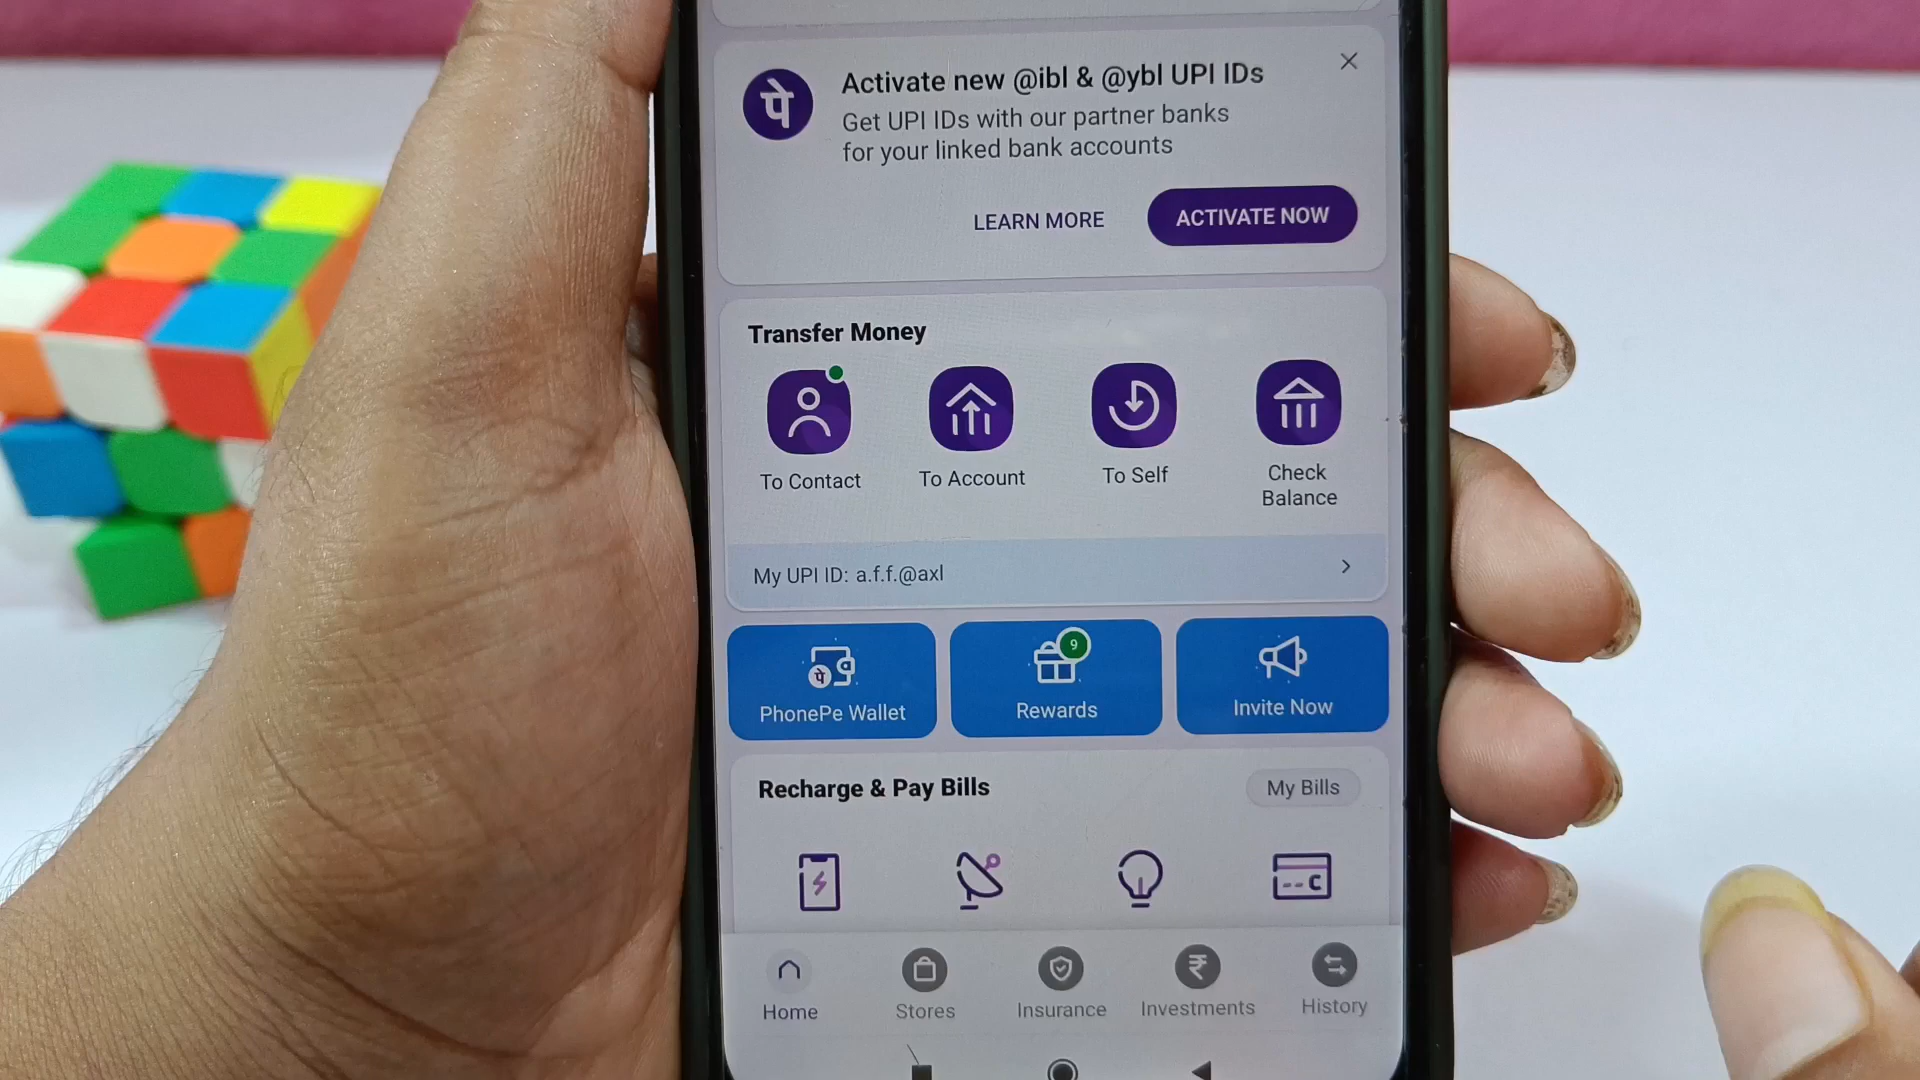 पे
Activate new @ibl & @ybl UPI IDs
Get UPI IDs with our partner banks
for your linked bank accounts
LEARN MORE
ACTIVATE NOW
Transfer Money
To Contact
To Account
To Self
Check
Balance
My UPI ID: a.f.f.@axl
पे
9
PhonePe Wallet
Rewards
Invite Now
Recharge & Pay Bills
My Bills
--C
₹
Home
Stores
Insurance
Investments
History